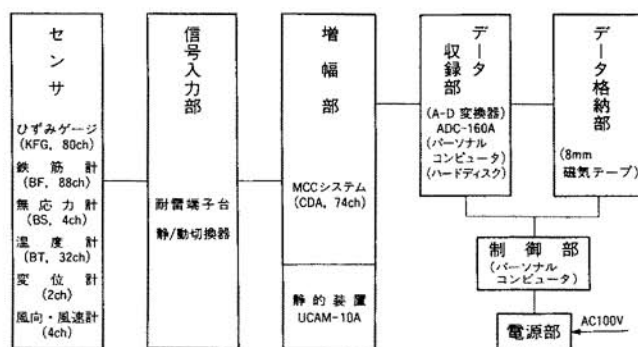 センサ
ひずみゲージ
(KFG, 80ch)
鉄筋計
(BF, 88ch)
無応力計
(BS, 4ch)
温度計
(BT, 32ch)
変位計
(2ch)
風向・風速計
(4ch)
信号入力部
耐雷端子台
静/動切換器
増幅部
MCCシステム
(CDA, 74ch)
静的装置
UCAM-10A
データ
収録部
(A-D 変換器)
ADC-160A
(パーソナル
コンピュータ)
(ハードディスク)
データ格納部
(8mm
磁気テープ)
制御部
(パーソナル
コンピュータ)
電源部
AC100V